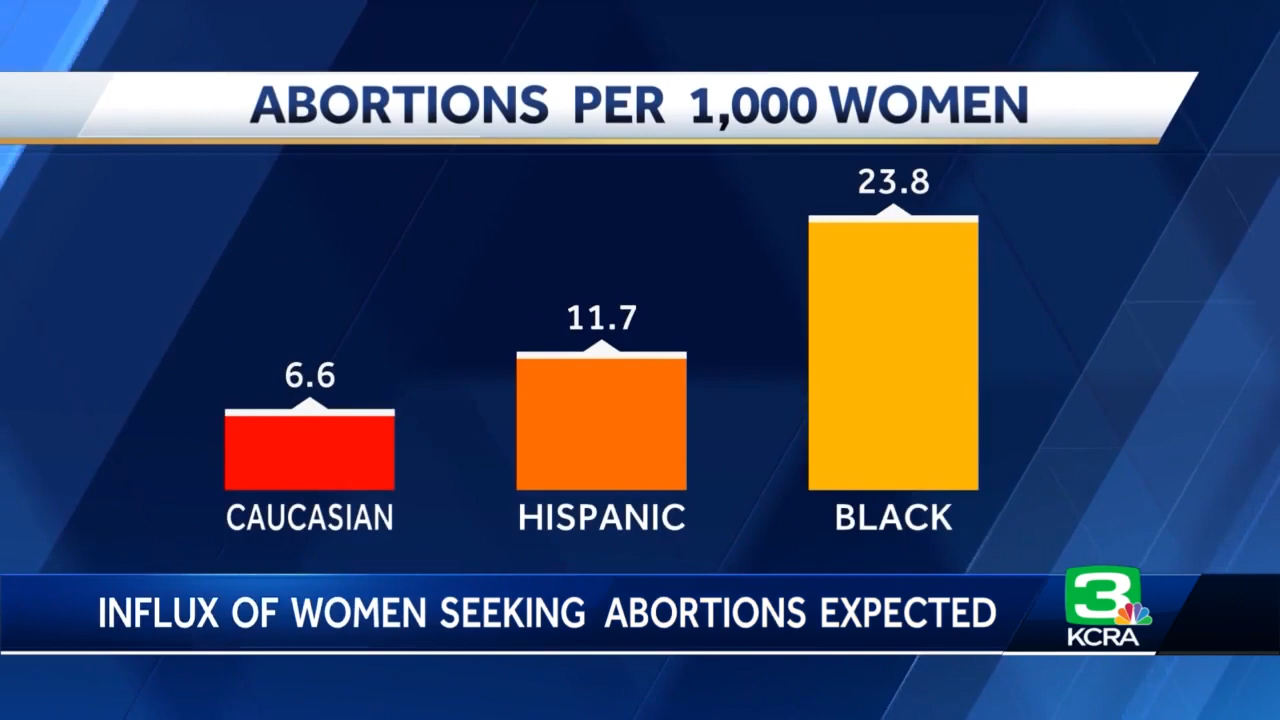 ABORTIONS PER 1,000 WOMEN
23.8
11.7
6.6
CAUCASIAN
HISPANIC
BLACK
INFLUX OF WOMEN SEEKING ABORTIONS EXPECTED
3
KCRA